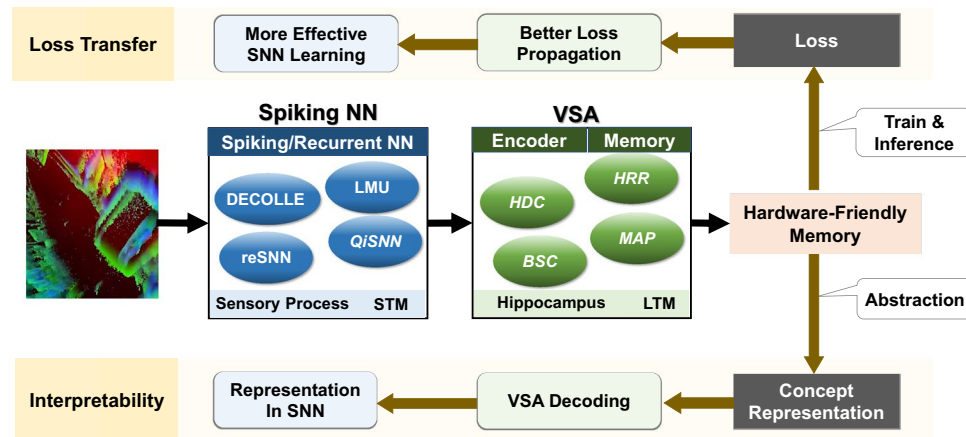 Loss Transfer
More Effective
SNN Learning
Better Loss
Propagation
Loss
Spiking NN
VSA
Train &
Inference
Spiking/Recurrent NN
Encoder
Memory
DECOLLE
LMU
HDC
HRR
reSNN
QiSNN
BSC
MAP
Hardware-Friendly
Memory
Sensory Process
STM
Hippocampus
LTM
Abstraction
Interpretability
Representation
In SNN
VSA Decoding
Concept
Representation